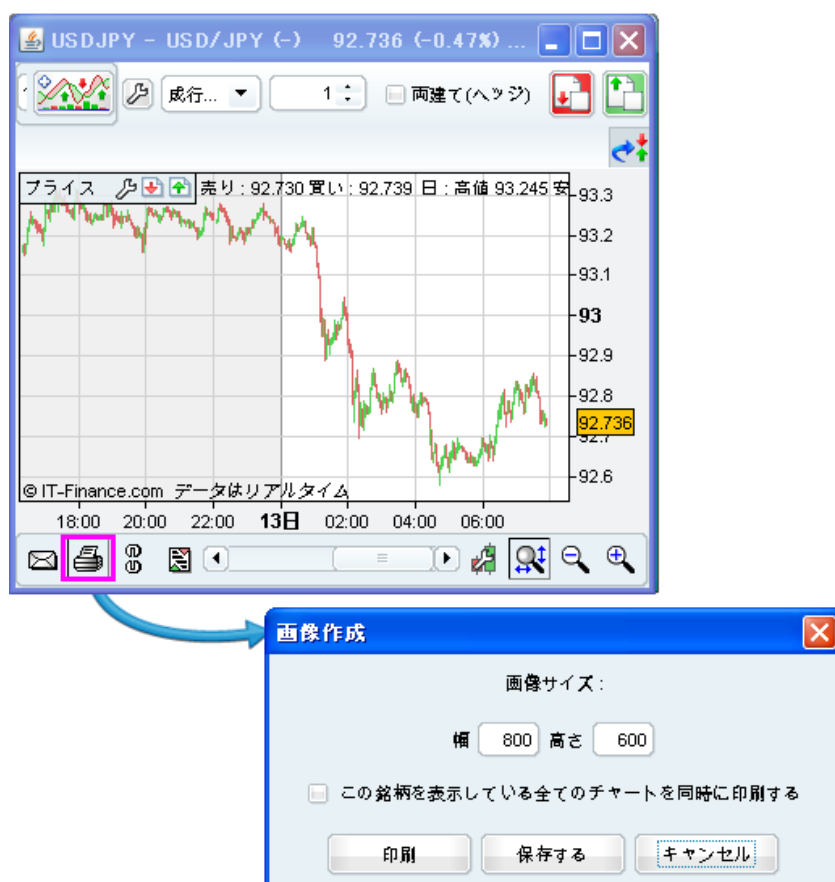 USDJPY - USD/JPY (-) 92.736 (-0.47%) ...
成行... 1 両建て(ヘッジ)
プライス 売り : 92.730 買い : 92.739 日 : 高値 93.245 安
93.3
93.2
93.1
93
92.9
92.8
92.736
92.7
92.6
© IT-Finance.com データはリアルタイム
18:00 20:00 22:00 13日 02:00 04:00 06:00
画像作成
画像サイズ :
幅 800 高さ 600
この銘柄を表示している全てのチャートを同時に印刷する
印刷 保存する キャンセル